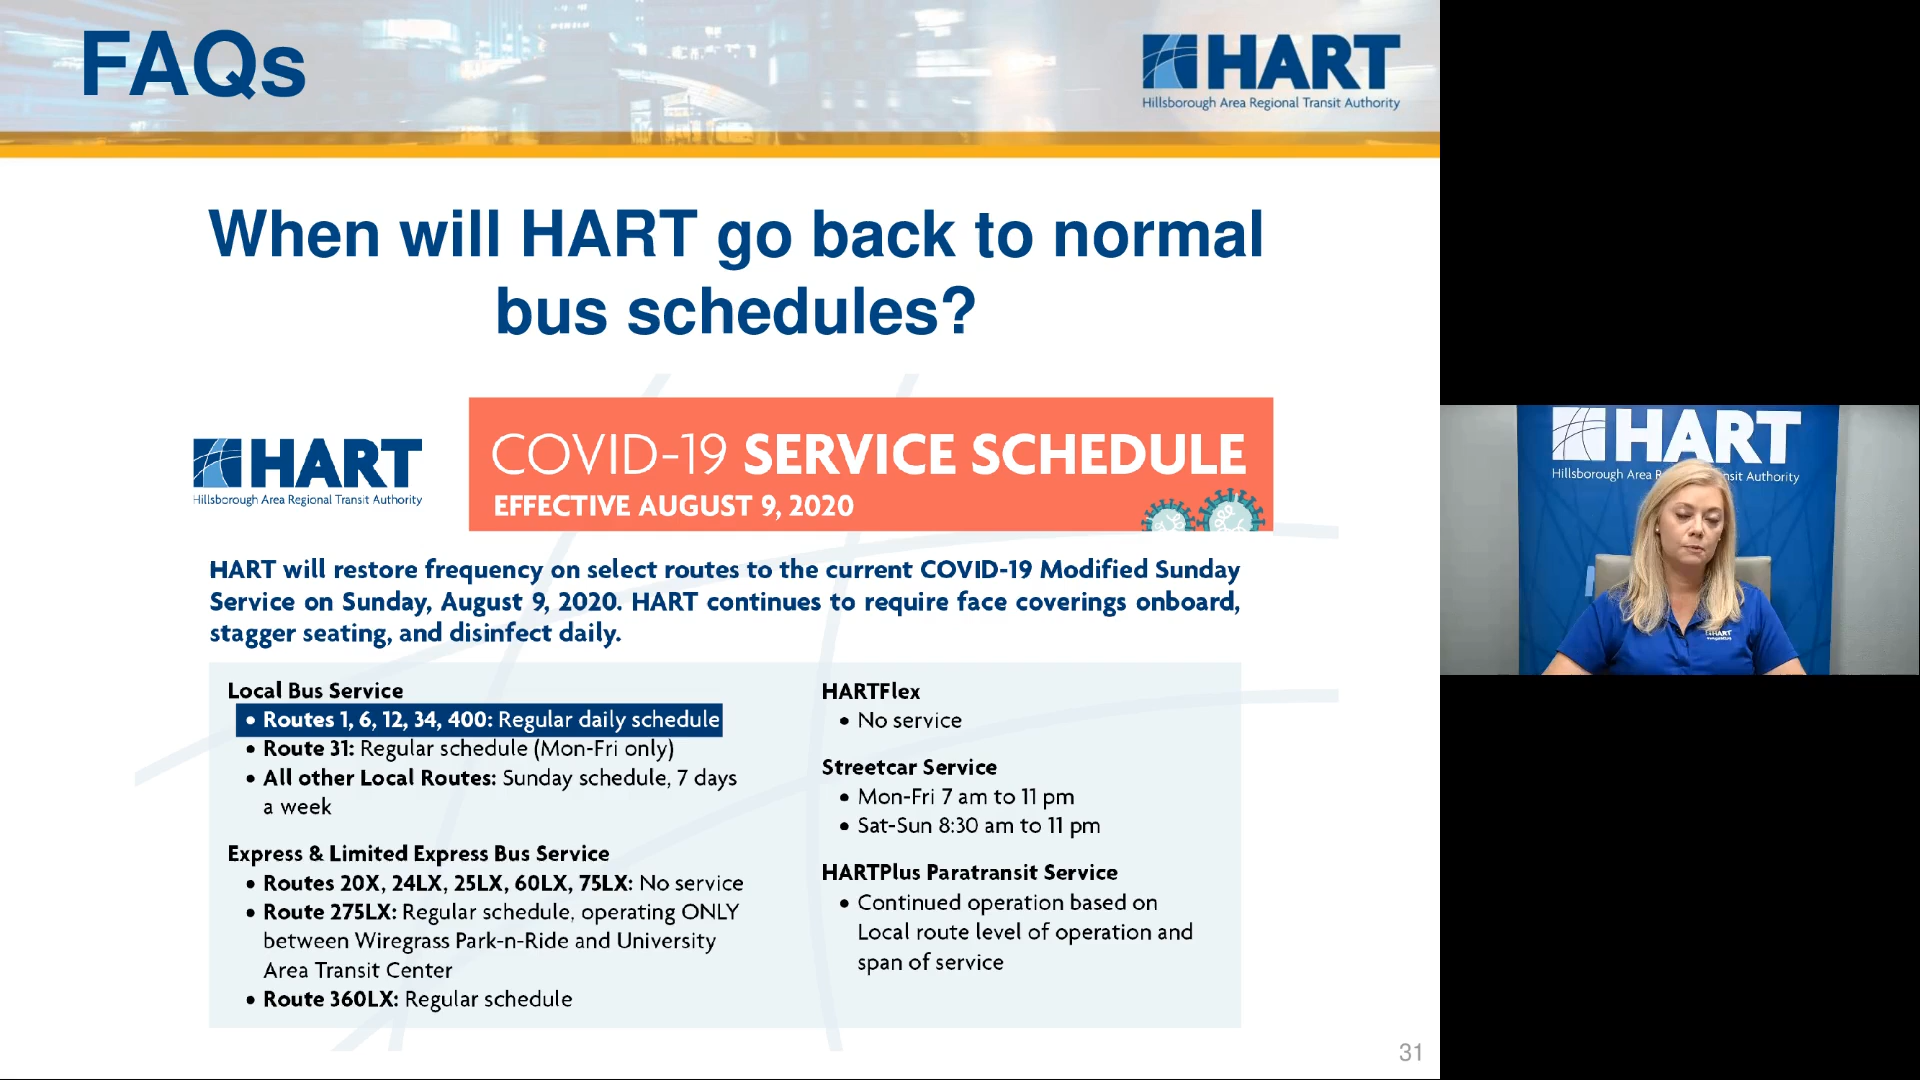 FAQs
HART
Hillsborough Area Regional Transit Authority
When will HART go back to normal
bus schedules?
HART
Hillsborough Area Regional Transit Authority
COVID-19 SERVICE SCHEDULE
EFFECTIVE AUGUST 9, 2020
HART will restore frequency on select routes to the current COVID-19 Modified Sunday
Service on Sunday, August 9, 2020. HART continues to require face coverings onboard,
stagger seating, and disinfect daily.
Local Bus Service
• Routes 1, 6, 12, 34, 400: Regular daily schedule
• Route 31: Regular schedule (Mon-Fri only)
• All other Local Routes: Sunday schedule, 7 days
a week
Express & Limited Express Bus Service
• Routes 20X, 24LX, 25LX, 60LX, 75LX: No service
• Route 275LX: Regular schedule, operating ONLY
between Wiregrass Park-n-Ride and University
Area Transit Center
• Route 360LX: Regular schedule
HARTFlex
• No service
Streetcar Service
• Mon-Fri 7 am to 11 pm
• Sat-Sun 8:30 am to 11 pm
HARTPlus Paratransit Service
• Continued operation based on
Local route level of operation and
span of service
31
HART
Hillsborough Area R nsit Authority
HART